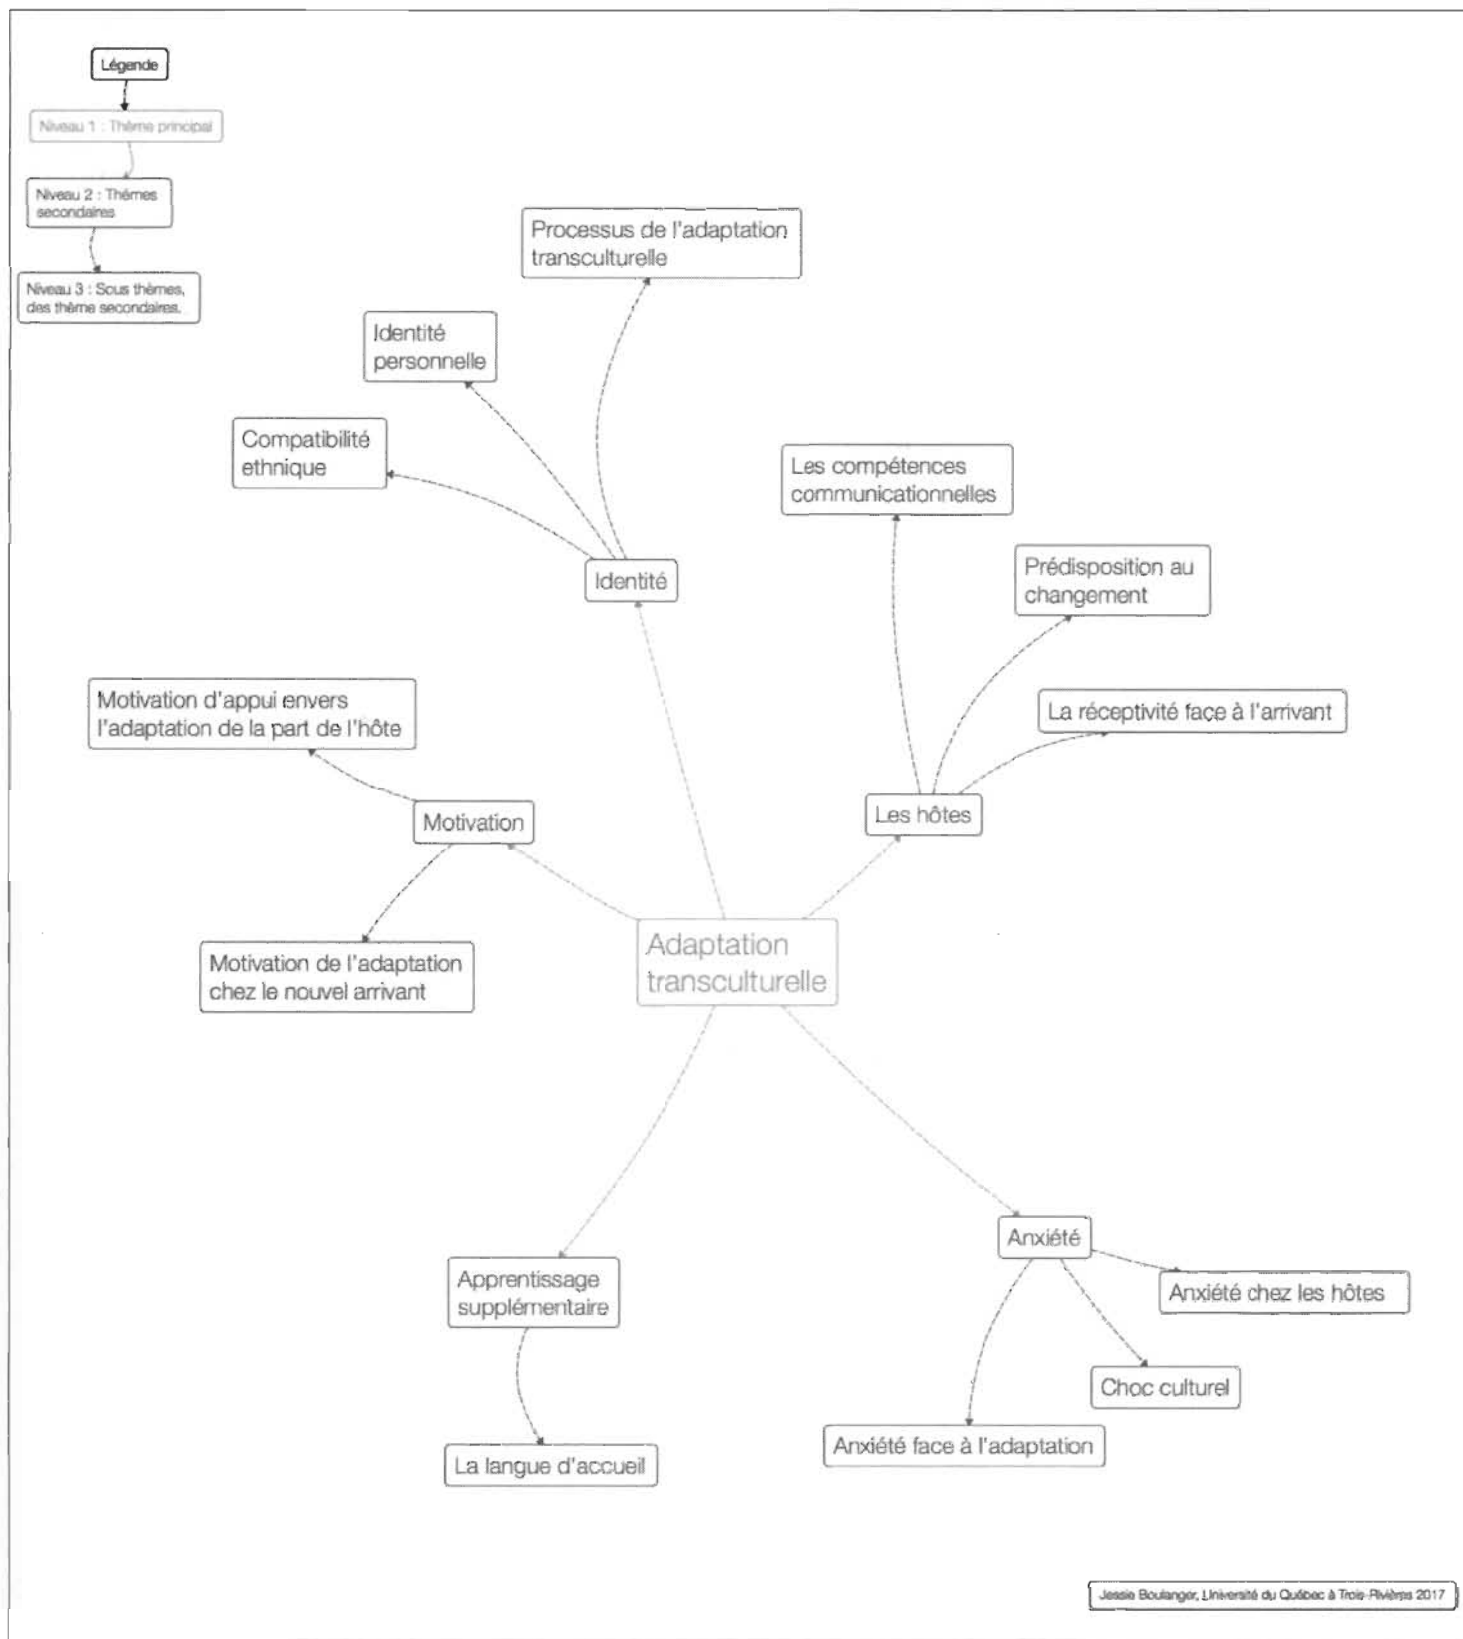 Légende
Niveau 1 : Thème principal
Niveau 2 : Thèmes
secondaires
Niveau 3 : Sous thèmes,
des thème secondaires.
Processus de l'adaptation
transculturelle
Identité
personnelle
Compatibilité
ethnique
Identité
Les compétences
communicationnelles
Prédisposition au
changement
La réceptivité face à l'arrivant
Les hôtes
Motivation d'appui envers
l'adaptation de la part de l'hôte
Motivation
Motivation de l'adaptation
chez le nouvel arrivant
Adaptation
transculturelle
Apprentissage
supplémentaire
La langue d'accueil
Anxiété
Anxiété chez les hôtes
Choc culturel
Anxiété face à l'adaptation
Jessie Boulanger, Université du Québec à Trois-Rivières 2017